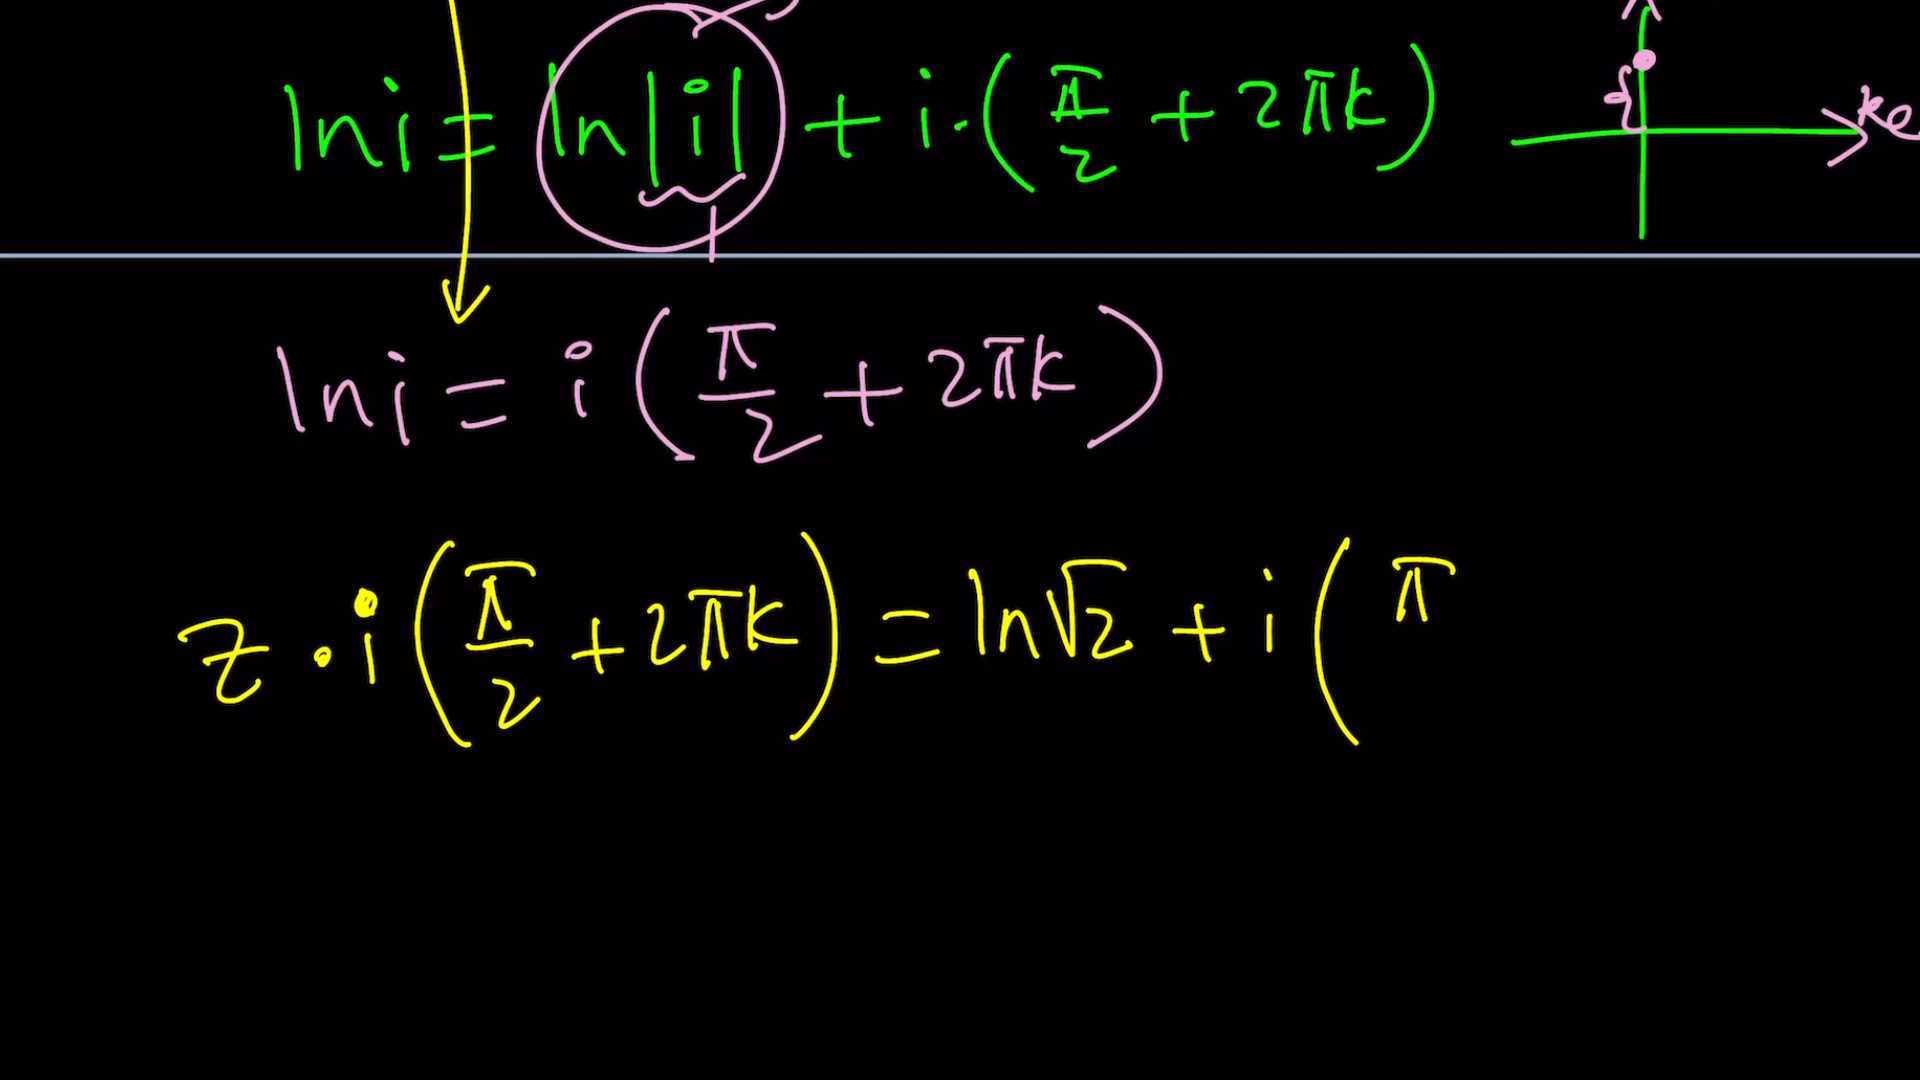 ln i = ln|i| + i·(π/2 + 2πk)
Re
1
ln i = i(π/2 + 2πk)
z·i(π/2 + 2πk) = ln√2 + i(π